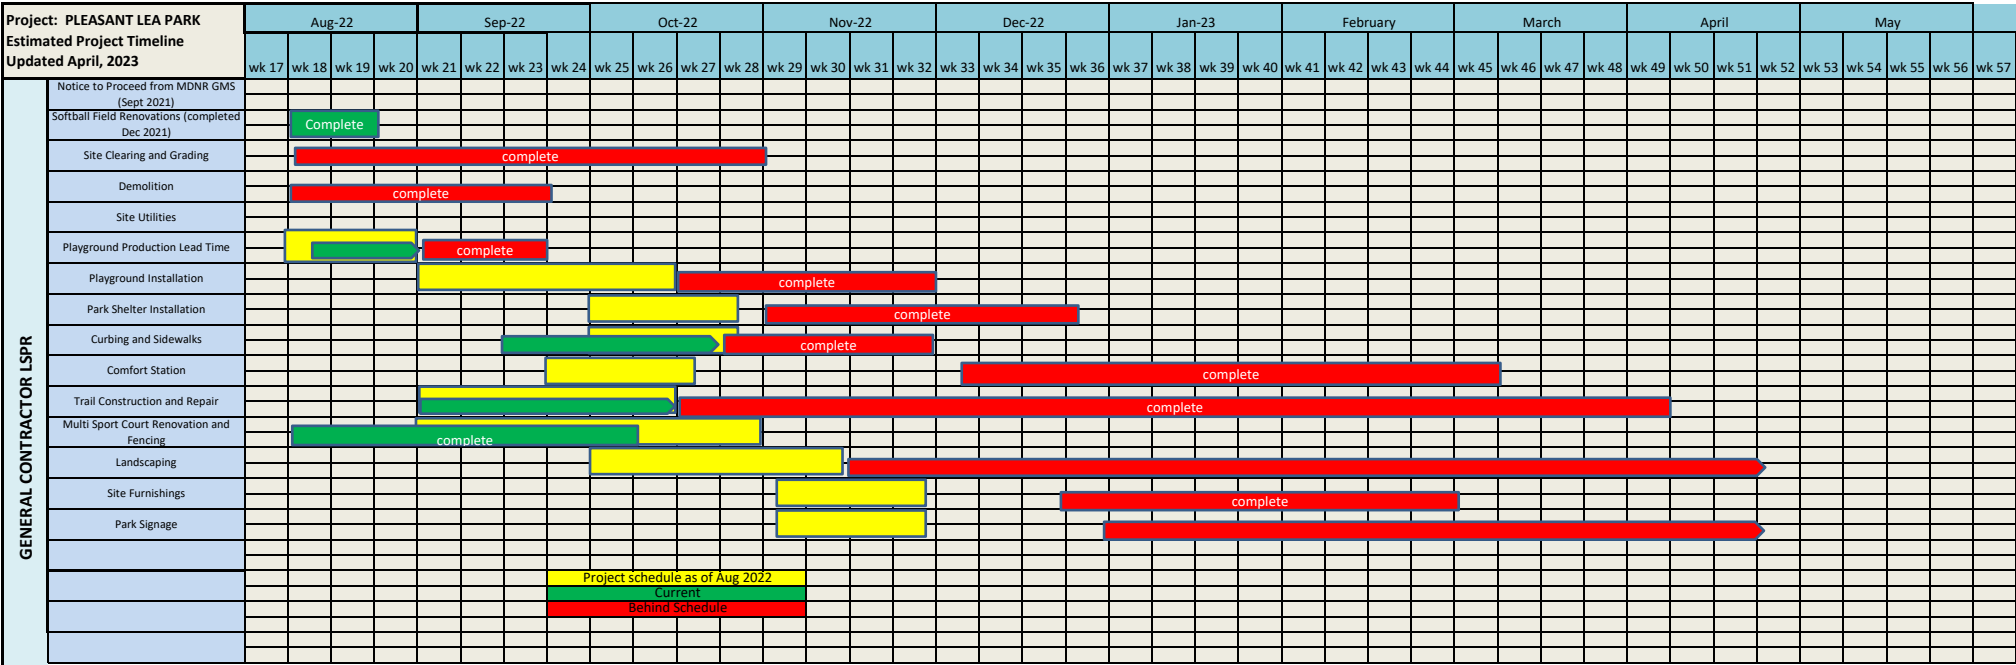 Project: PLEASANT LEA PARK
Estimated Project Timeline
Updated April, 2023
Aug-22 Sep-22 Oct-22 Nov-22 Dec-22 Jan-23 February March April May
wk 17 wk 18 wk 19 wk 20 wk 21 wk 22 wk 23 wk 24 wk 25 wk 26 wk 27 wk 28 wk 29 wk 30 wk 31 wk 32 wk 33 wk 34 wk 35 wk 36 wk 37 wk 38 wk 39 wk 40 wk 41 wk 42 wk 43 wk 44 wk 45 wk 46 wk 47 wk 48 wk 49 wk 50 wk 51 wk 52 wk 53 wk 54 wk 55 wk 56 wk 57
GENERAL CONTRACTOR LSPR
Notice to Proceed from MDNR GMS
(Sept 2021)
Softball Field Renovations (completed
Dec 2021)
Complete
Site Clearing and Grading
complete
Demolition
complete
Site Utilities
Playground Production Lead Time
complete
Playground Installation
complete
Park Shelter Installation
complete
Curbing and Sidewalks
complete
Comfort Station
complete
Trail Construction and Repair
complete
Multi Sport Court Renovation and
Fencing
complete
Landscaping
Site Furnishings
complete
Park Signage
Project schedule as of Aug 2022
Current
Behind Schedule